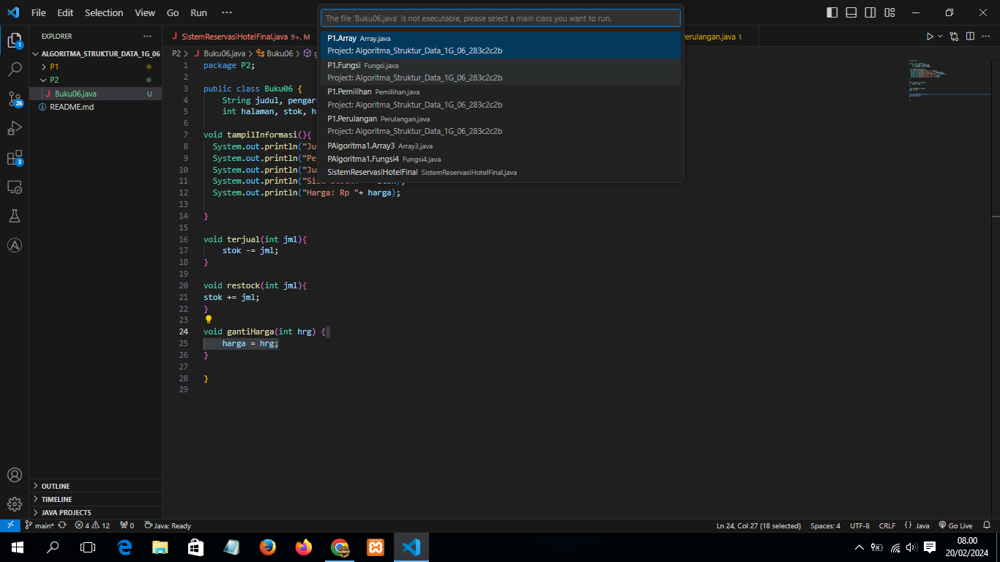 File Edit Selection View Go Run ···
The file 'Buku06.java' is not executable, please select a main class you want to run.
P1.Array Array.java
Project: Algoritma_Struktur_Data_1G_06_283c2c2b
P1.Fungsi Fungsi.java
Project: Algoritma_Struktur_Data_1G_06_283c2c2b
P1.Pemilihan Pemilihan.java
Project: Algoritma_Struktur_Data_1G_06_283c2c2b
P1.Perulangan Perulangan.java
Project: Algoritma_Struktur_Data_1G_06_283c2c2b
PAlgoritma1.Array3 Array3.java
PAlgoritma1.Fungsi4 Fungsi4.java
SistemReservasiHotelFinal SistemReservasiHotelFinal.java
EXPLORER ···
ALGORITMA_STRUKTUR_DATA_1G_06
P1
P2
Buku06.java U
README.md
OUTLINE
TIMELINE
JAVA PROJECTS
1
26
3
SistemReservasiHotelFinal.java 9+, M
Perulangan.java 1
P2 > Buku06.java > Buku06 >
1 package P2;
2
3 public class Buku06 {
4 String judul, pengar
5 int halaman, stok, ha
6
7 void tampilInformasi(){
8 System.out.println("Ju
9 System.out.println("Pe
10 System.out.println("Ju
11 System.out.println("Sisa
12 System.out.println("Harga: Rp "+ harga);
13
14 }
15
16 void terjual(int jml){
17 stok -= jml;
18 }
19
20 void restock(int jml){
21 stok += jml;
22 }
23
24 void gantiHarga(int hrg) {
25 harga = hrg;
26 }
27
28 }
29
main* 4 12 0 Java: Ready
Ln 24, Col 27 (18 selected) Spaces: 4 UTF-8 CRLF {} Java Go Live
08.00
20/02/2024